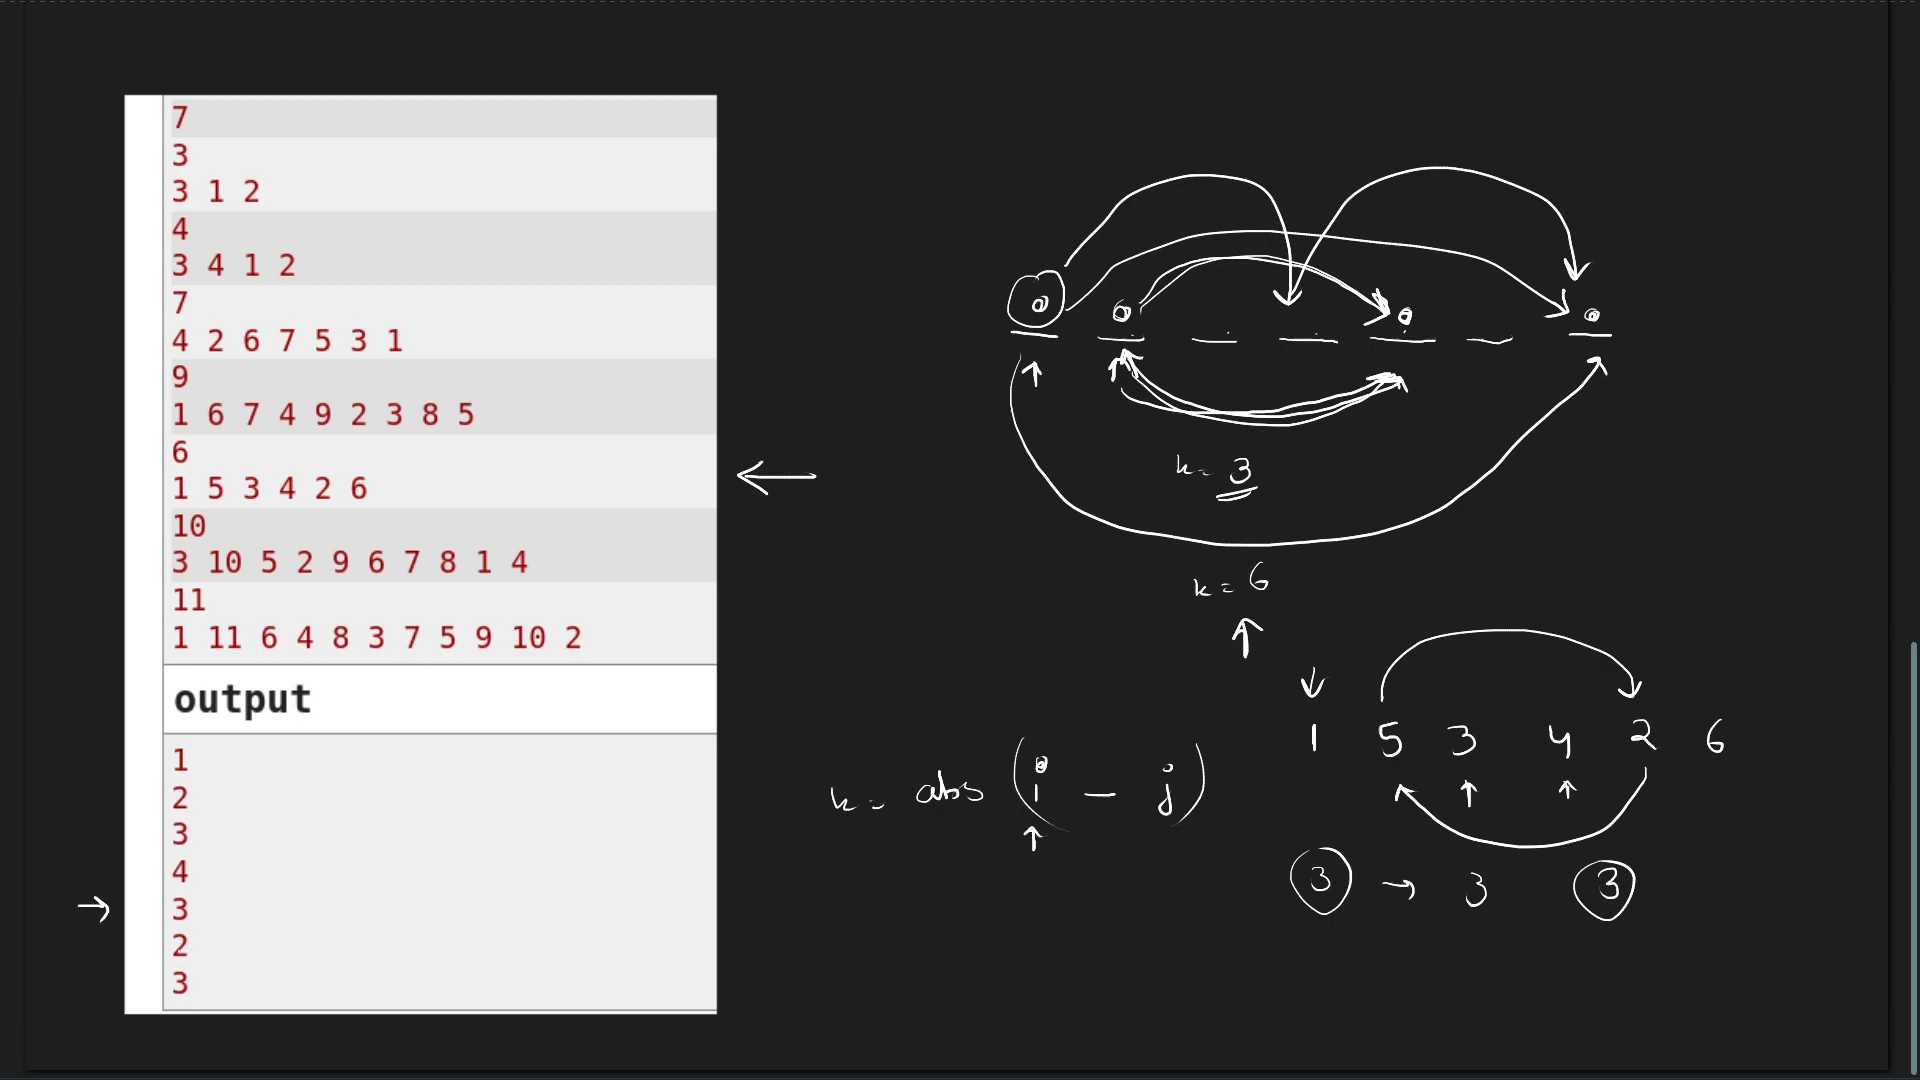 7
3
3 1 2
4
3 4 1 2
7
4 2 6 7 5 3 1
9
1 6 7 4 9 2 3 8 5
6
1 5 3 4 2 6
10
3 10 5 2 9 6 7 8 1 4
11
1 11 6 4 8 3 7 5 9 10 2
output
1
2
3
4
3
2
3
k = 3
k = 6
k = abs (i - j)
1 5 3 4 2 6
3 → 3 3